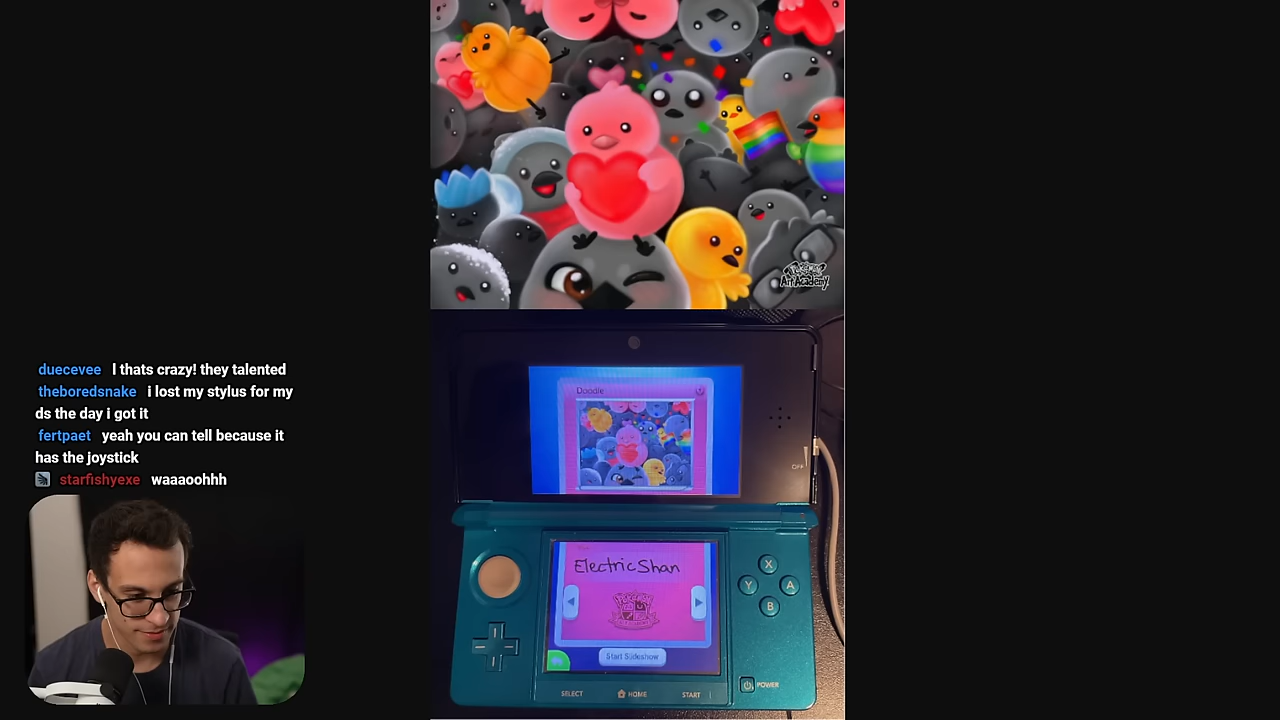 Pokémon
Art Academy
duecevee I thats crazy! they talented
theboredsnake i lost my stylus for my
ds the day i got it
fertpaet yeah you can tell because it
has the joystick
starfishyexe waaaoohhh
Doodle
OFF
ElectricShan
Start Slideshow
X
Y
A
B
POWER
SELECT
HOME
START